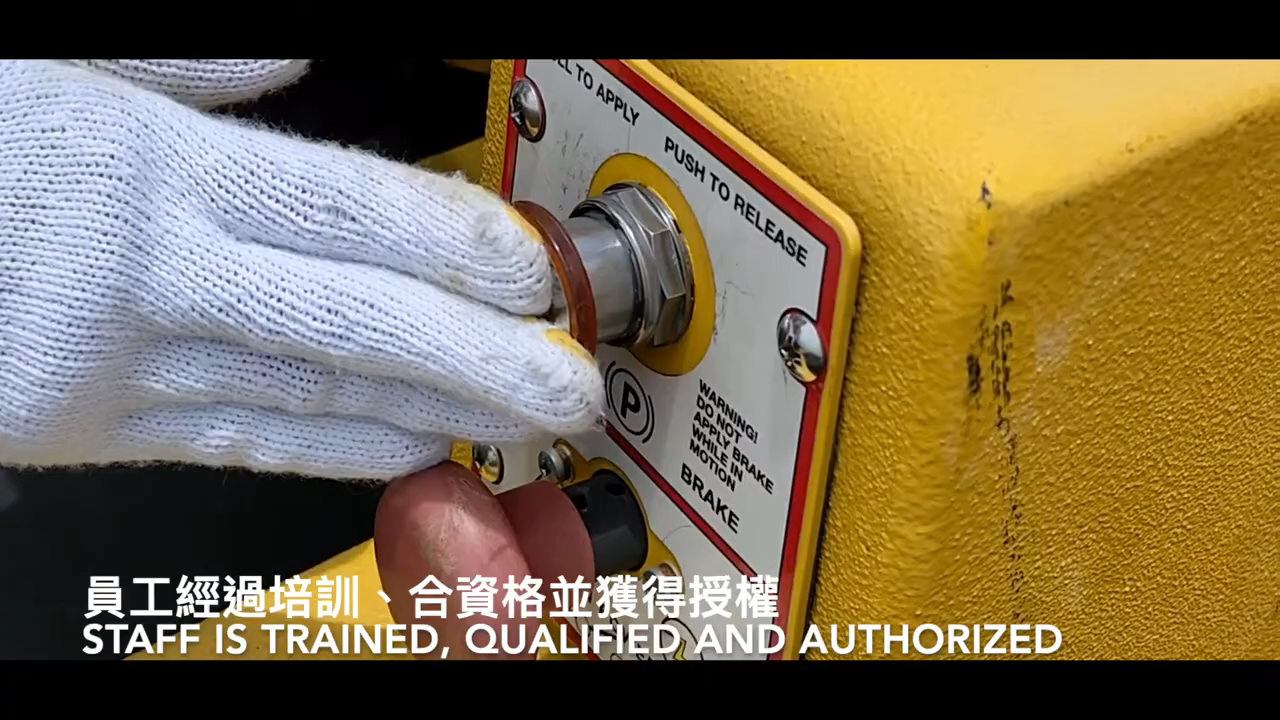 TO APPLY
PUSH TO RELEASE
P
WARNING!
DO NOT
APPLY BRAKE
WHILE IN
MOTION
BRAKE
員工經過培訓、合資格並獲得授權
STAFF IS TRAINED, QUALIFIED AND AUTHORIZED